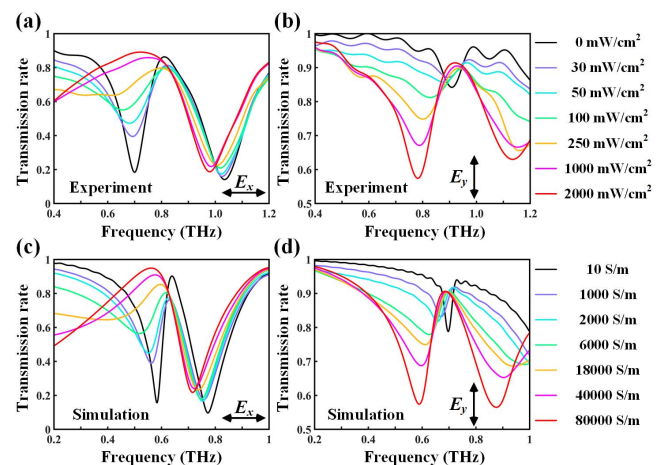 (a)
Transmission rate
1
0.8
0.6
0.4
0.2
0
0.4 0.6 0.8 1.0 1.2
Frequency (THz)
Experiment
Ex
(b)
Transmission rate
1
0.9
0.8
0.7
0.6
0.5
0.4 0.6 0.8 1.0 1.2
Frequency (THz)
Experiment
Ey
0 mW/cm²
30 mW/cm²
50 mW/cm²
100 mW/cm²
250 mW/cm²
1000 mW/cm²
2000 mW/cm²
(c)
Transmission rate
1
0.8
0.6
0.4
0.2
0
0.2 0.4 0.6 0.8 1
Frequency (THz)
Simulation
Ex
(d)
Transmission rate
1
0.9
0.8
0.7
0.6
0.5
0.2 0.4 0.6 0.8 1
Frequency (THz)
Simulation
Ey
10 S/m
1000 S/m
2000 S/m
6000 S/m
18000 S/m
40000 S/m
80000 S/m